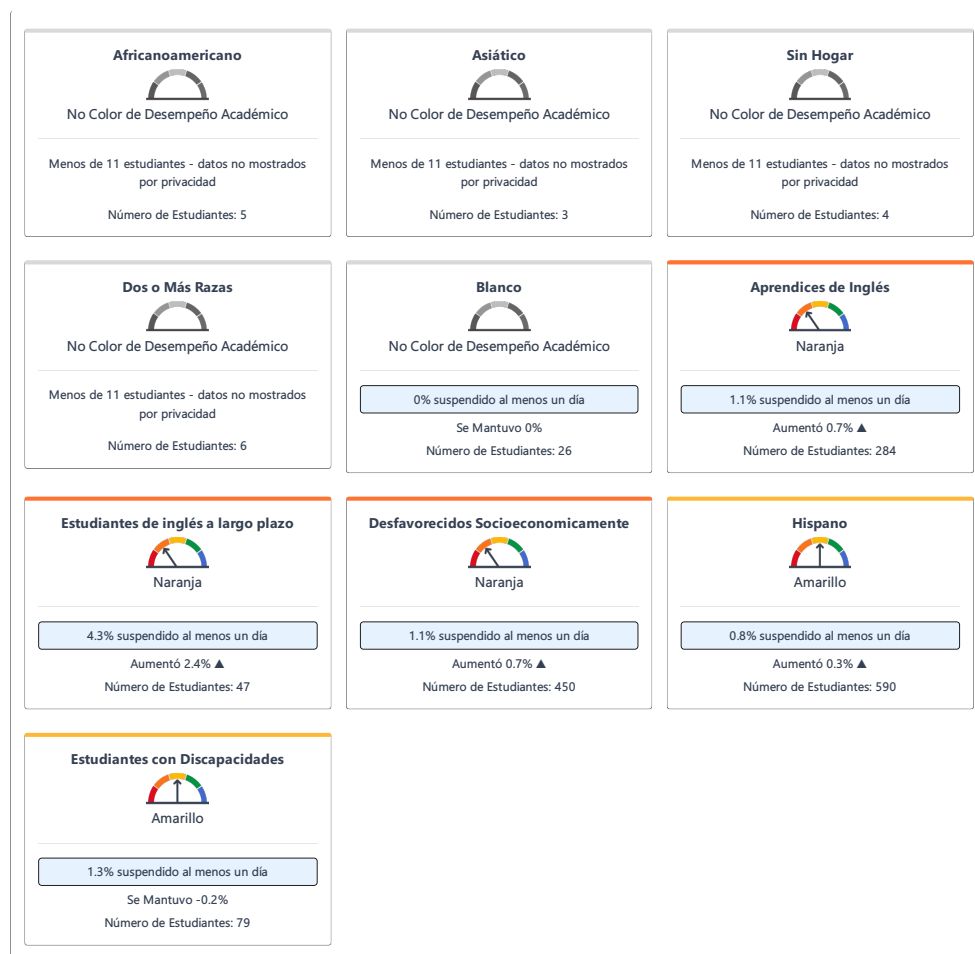 Africanoamericano
No Color de Desempeño Académico
Menos de 11 estudiantes - datos no mostrados
por privacidad
Número de Estudiantes: 5
Asiático
No Color de Desempeño Académico
Menos de 11 estudiantes - datos no mostrados
por privacidad
Número de Estudiantes: 3
Sin Hogar
No Color de Desempeño Académico
Menos de 11 estudiantes - datos no mostrados
por privacidad
Número de Estudiantes: 4
Dos o Más Razas
No Color de Desempeño Académico
Menos de 11 estudiantes - datos no mostrados
por privacidad
Número de Estudiantes: 6
Blanco
No Color de Desempeño Académico
0% suspendido al menos un día
Se Mantuvo 0%
Número de Estudiantes: 26
Aprendices de Inglés
Naranja
1.1% suspendido al menos un día
Aumentó 0.7% ▲
Número de Estudiantes: 284
Estudiantes de inglés a largo plazo
Naranja
4.3% suspendido al menos un día
Aumentó 2.4% ▲
Número de Estudiantes: 47
Desfavorecidos Socioeconomicamente
Naranja
1.1% suspendido al menos un día
Aumentó 0.7% ▲
Número de Estudiantes: 450
Hispano
Amarillo
0.8% suspendido al menos un día
Aumentó 0.3% ▲
Número de Estudiantes: 590
Estudiantes con Discapacidades
Amarillo
1.3% suspendido al menos un día
Se Mantuvo -0.2%
Número de Estudiantes: 79